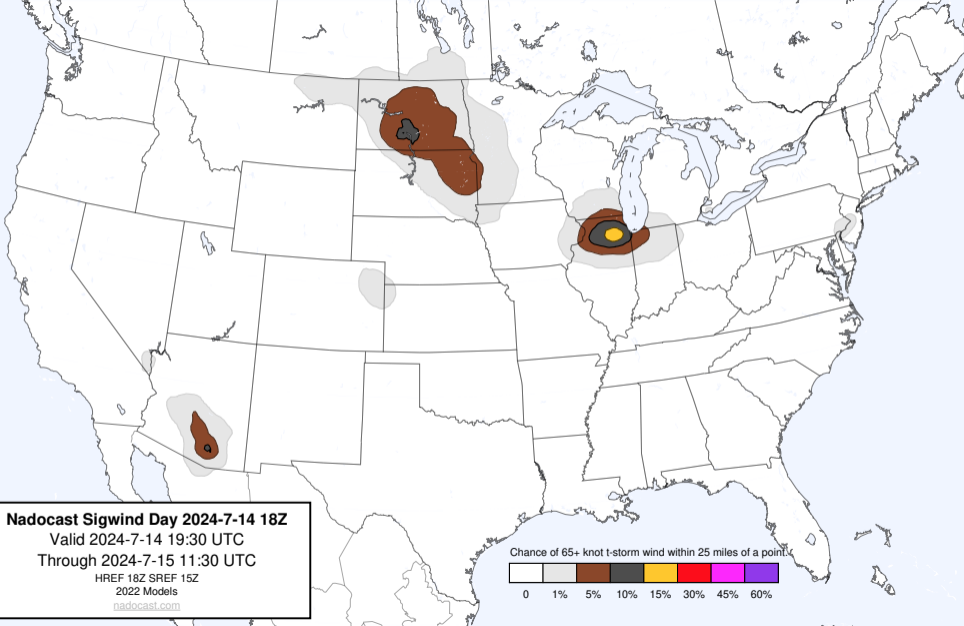 Nadocast Sigwind Day 2024-7-14 18Z
Valid 2024-7-14 19:30 UTC
Through 2024-7-15 11:30 UTC
HREF 18Z SREF 15Z
2022 Models
nadocast.com
Chance of 65+ knot t-storm wind within 25 miles of a point.
0 1% 5% 10% 15% 30% 45% 60%